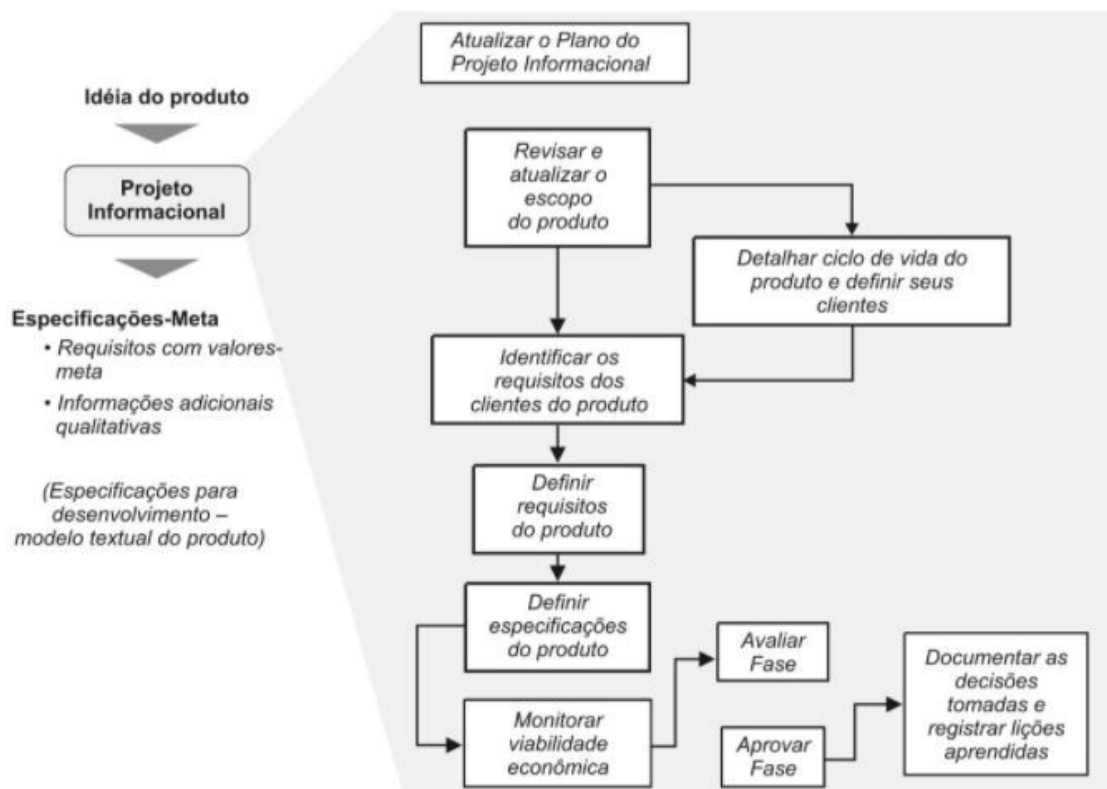 Idéia do produto
Projeto
Informacional
Especificações-Meta
• Requisitos com valores-
meta
• Informações adicionais
qualitativas
(Especificações para
desenvolvimento –
modelo textual do produto)
Atualizar o Plano do
Projeto Informacional
Revisar e
atualizar o
escopo
do produto
Detalhar ciclo de vida do
produto e definir seus
clientes
Identificar os
requisitos dos
clientes do produto
Definir
requisitos
do produto
Definir
especificações
do produto
Monitorar
viabilidade
econômica
Avaliar
Fase
Aprovar
Fase
Documentar as
decisões
tomadas e
registrar lições
aprendidas